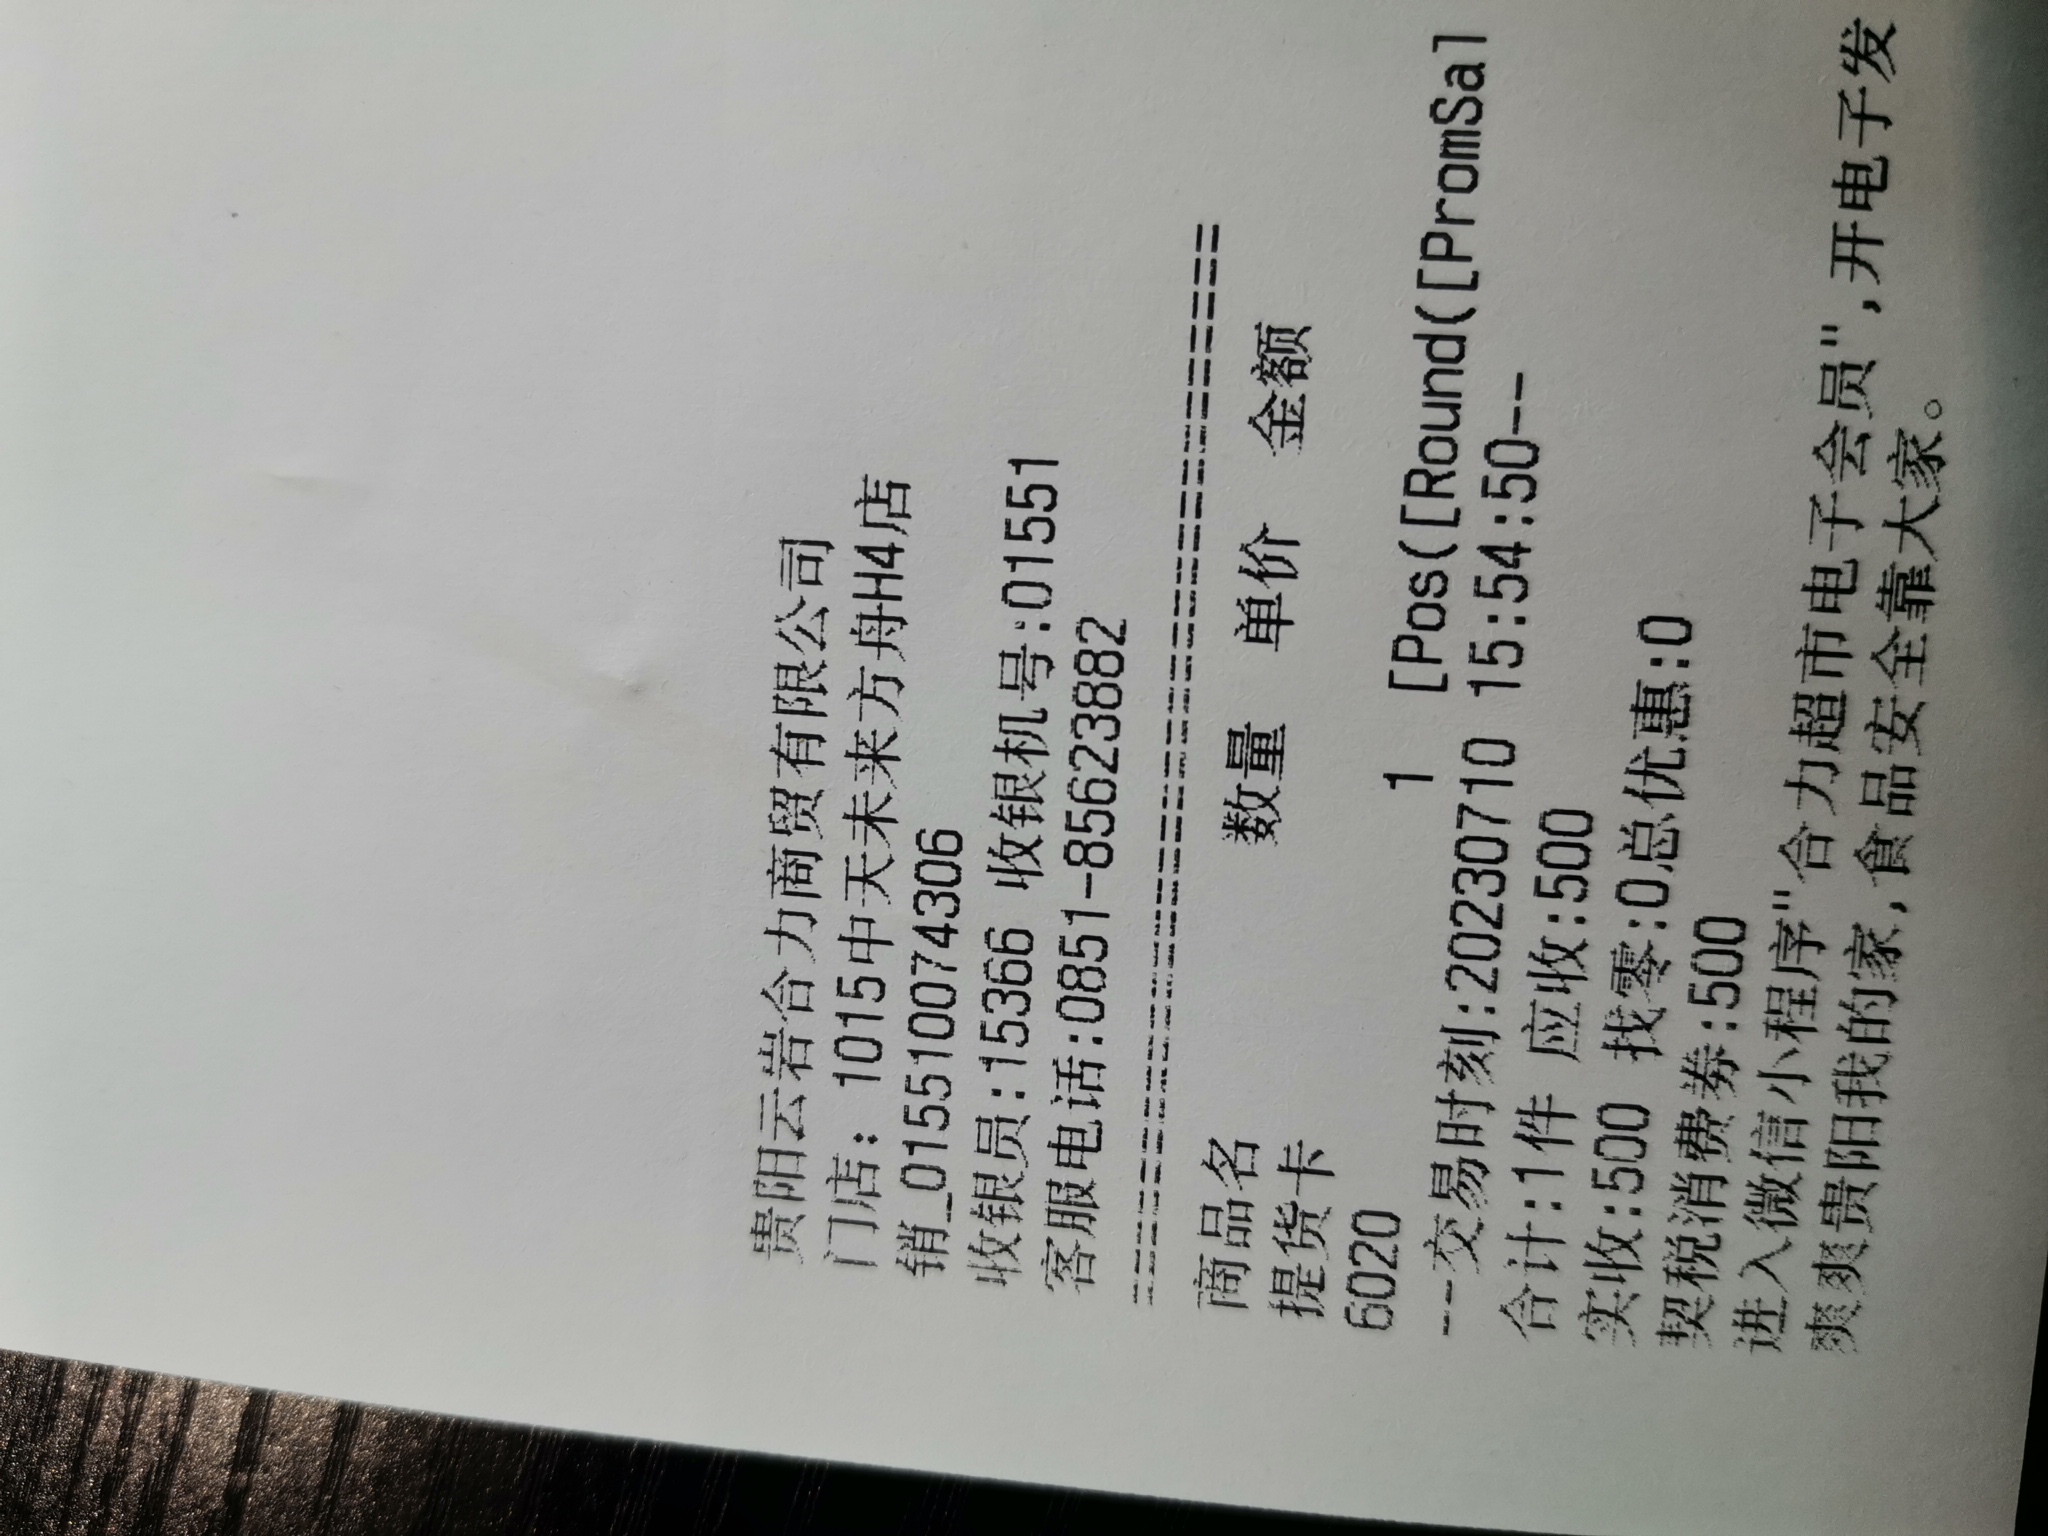 贵阳云岩合力商贸有限公司
门店：1015中天未来方舟H4店
销_015510074306
收银员:15366 收银机号:01551
客服电话:0851-85623882
================================================
商品名 数量 单价 金额
提货卡
6020 1 [Pos([Round([PromSal
---交易时刻:20230710 15:54:50--
合计:1件 应收:500
实收:500 找零:0总优惠:0
契税消费券:500
进入微信小程序"合力超市电子会员",开电子发
爽爽贵阳我的家,食品安全靠大家。